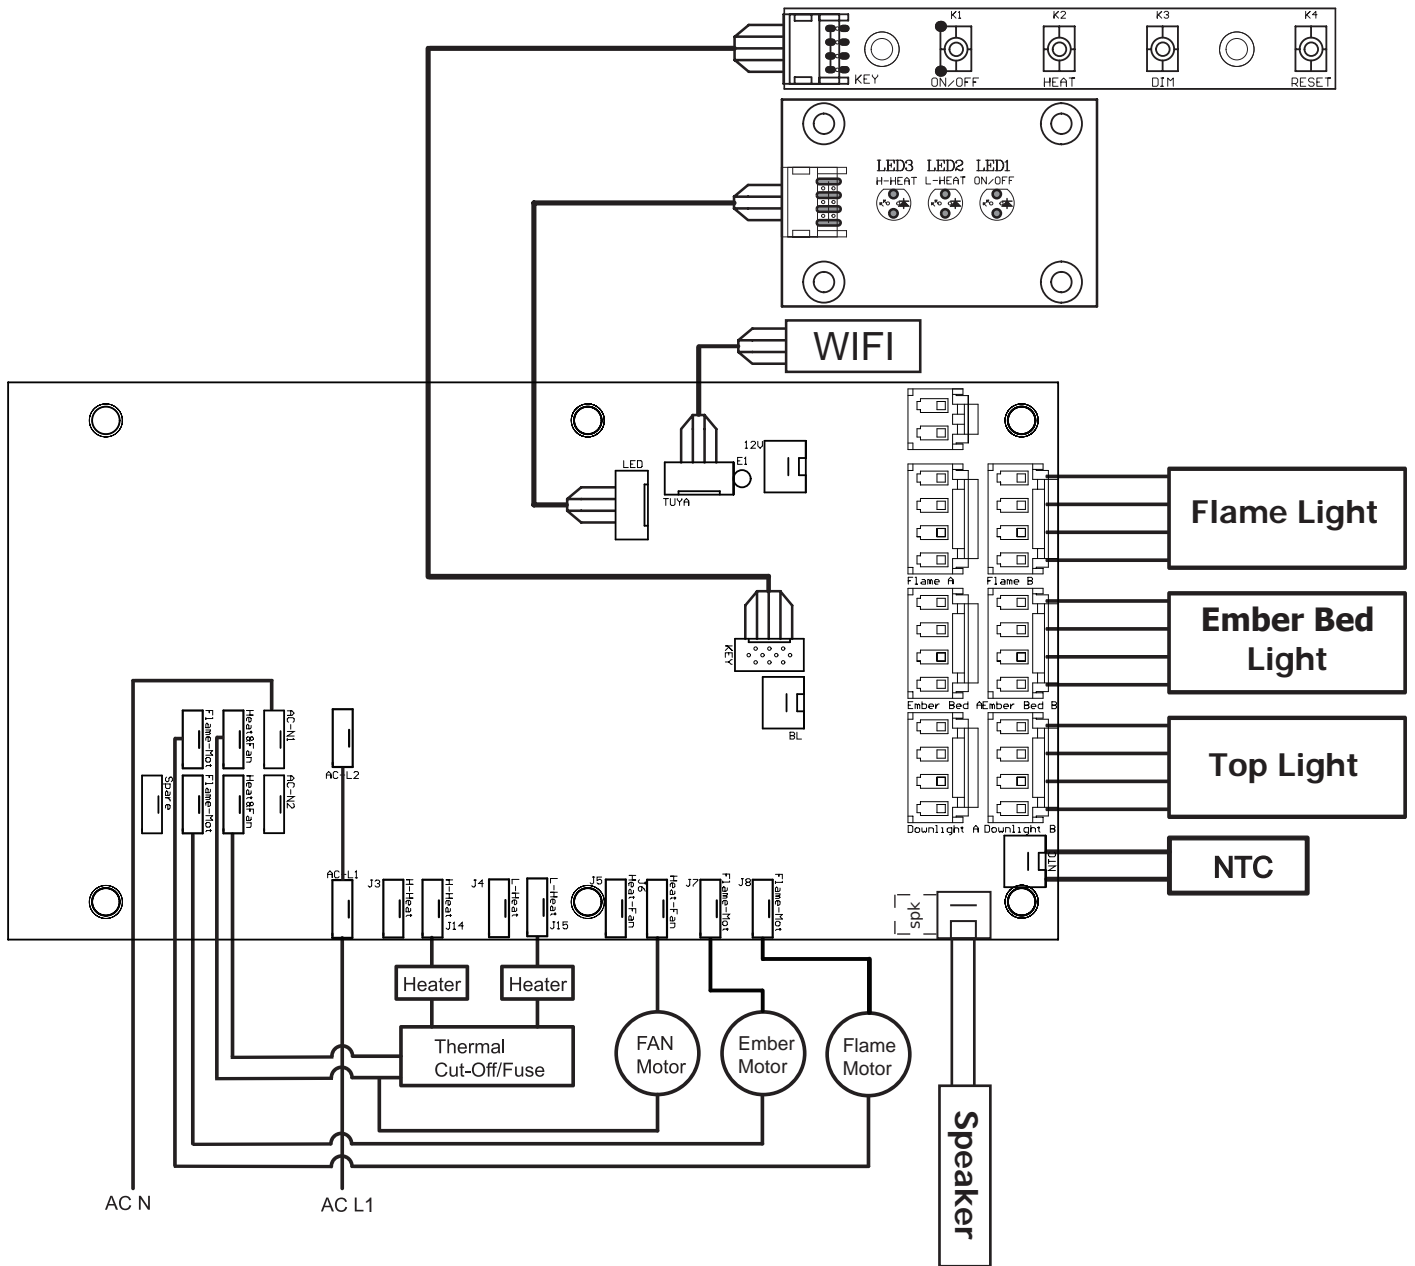 K1 K2 K3 K4
KEY ON/OFF HEAT DIM RESET
LED3 LED2 LED1
H-HEAT L-HEAT ON/OFF
WIFI
12V
LED E1
TUYA
Flame Light
Flame A Flame B
Ember Bed
Light
KEY
Ember Bed A Ember Bed B
BL
Flame-Mot Heat&Fan AC-N1
Top Light
AC-L2
Spare Flame-Mot Heat&Fan AC-N2
Downlight A Downlight B
NTC
AC-L1 J3 H-Heat H-Heat J14 J4 L-Heat L-Heat J15 J5 Heat-Fan J6 Heat-Fan J7 Flame-Mot J8 Flame-Mot
spk
Heater Heater
Thermal
Cut-Off/Fuse
FAN
Motor
Ember
Motor
Flame
Motor
Speaker
AC N AC L1